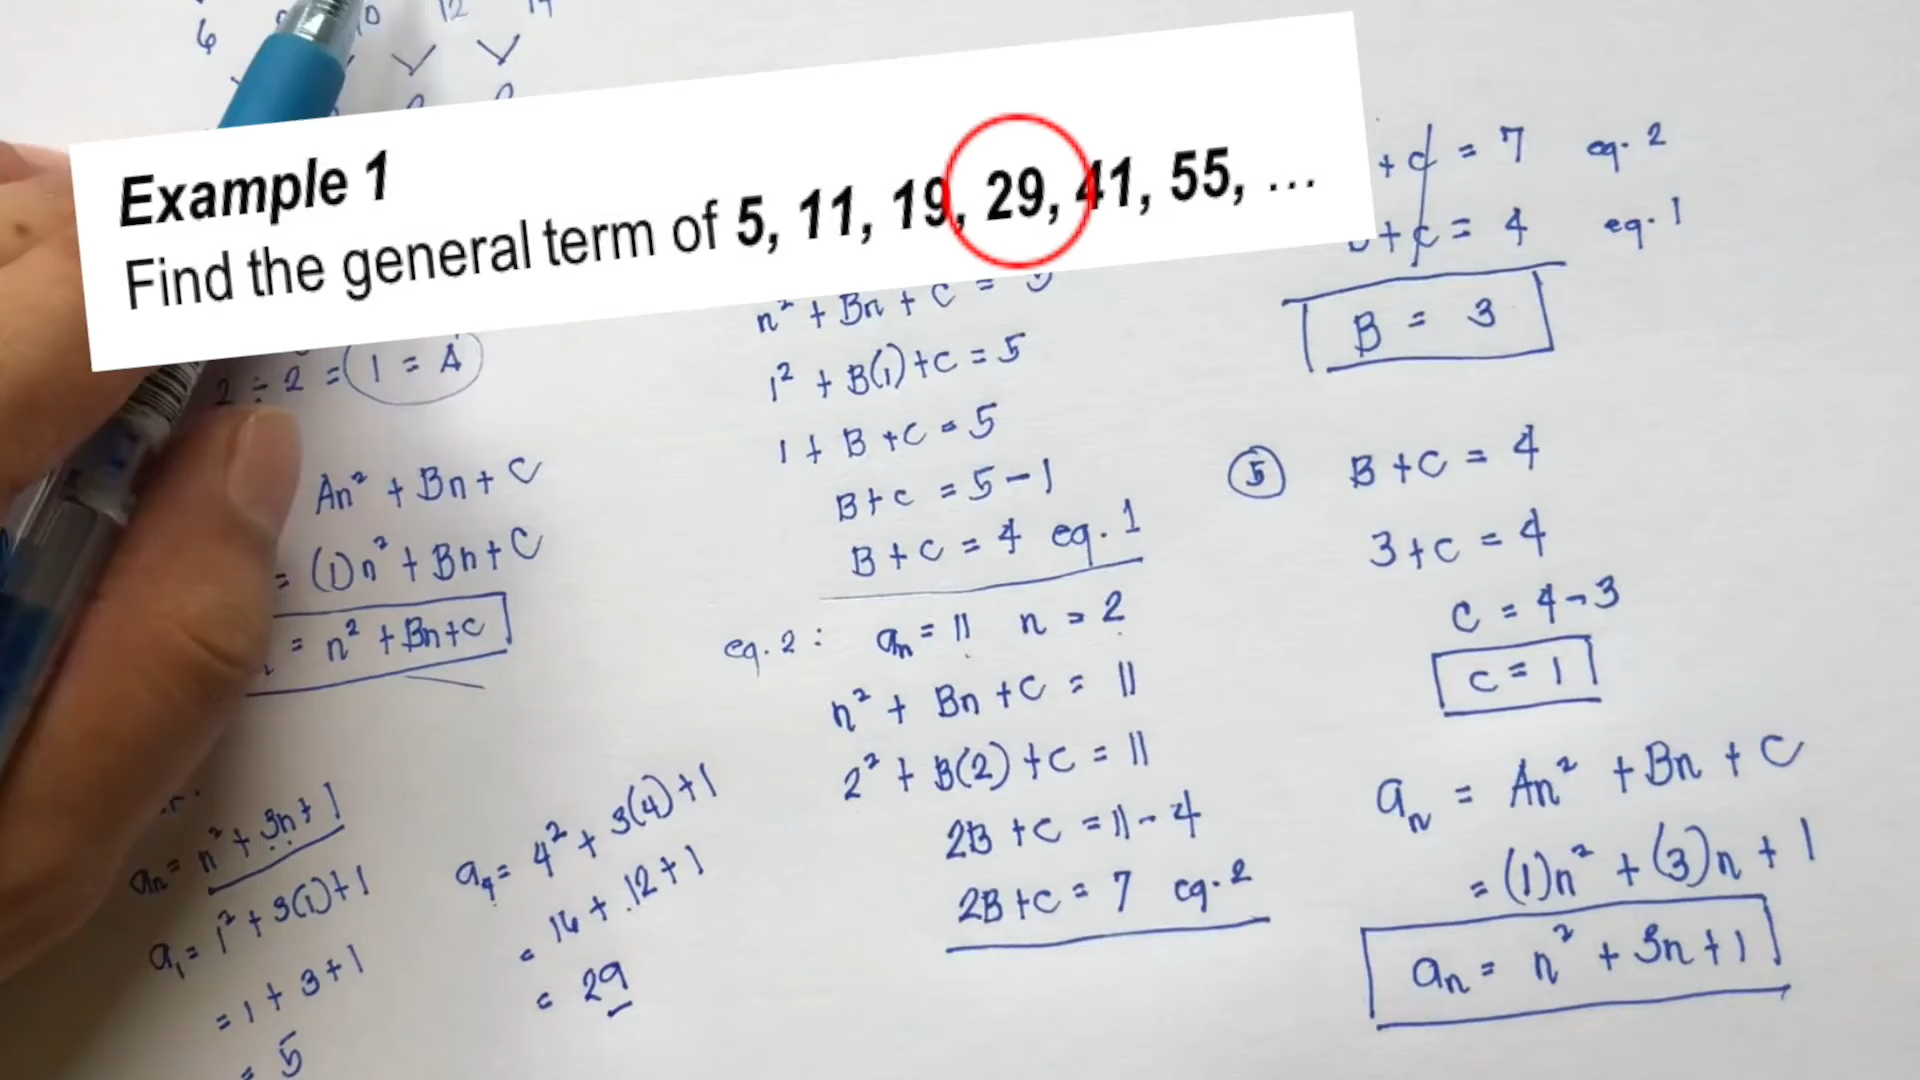 6 10 12 14
Example 1
Find the general term of 5, 11, 19, 29, 41, 55, ...
2 ÷ 2 = 1 = A
An² + Bn + C
= (1)n² + Bn + C
= n² + Bn + C
an = n² + 3n + 1
a₁ = 1² + 3(1) + 1
= 1 + 3 + 1
= 5
a₄ = 4² + 3(4) + 1
= 16 + 12 + 1
= 29
n² + Bn + C = 5
1² + B(1) + C = 5
1 + B + C = 5
B + C = 5 - 1
B + C = 4 eq. 1
eq. 2 : an = 11 n = 2
n² + Bn + C = 11
2² + B(2) + C = 11
2B + C = 11 - 4
2B + C = 7 eq. 2
+ C = 7 eq. 2
+ C = 4 eq. 1
B = 3
5 B + C = 4
3 + C = 4
C = 4 - 3
C = 1
an = An² + Bn + C
= (1)n² + (3)n + 1
an = n² + 3n + 1